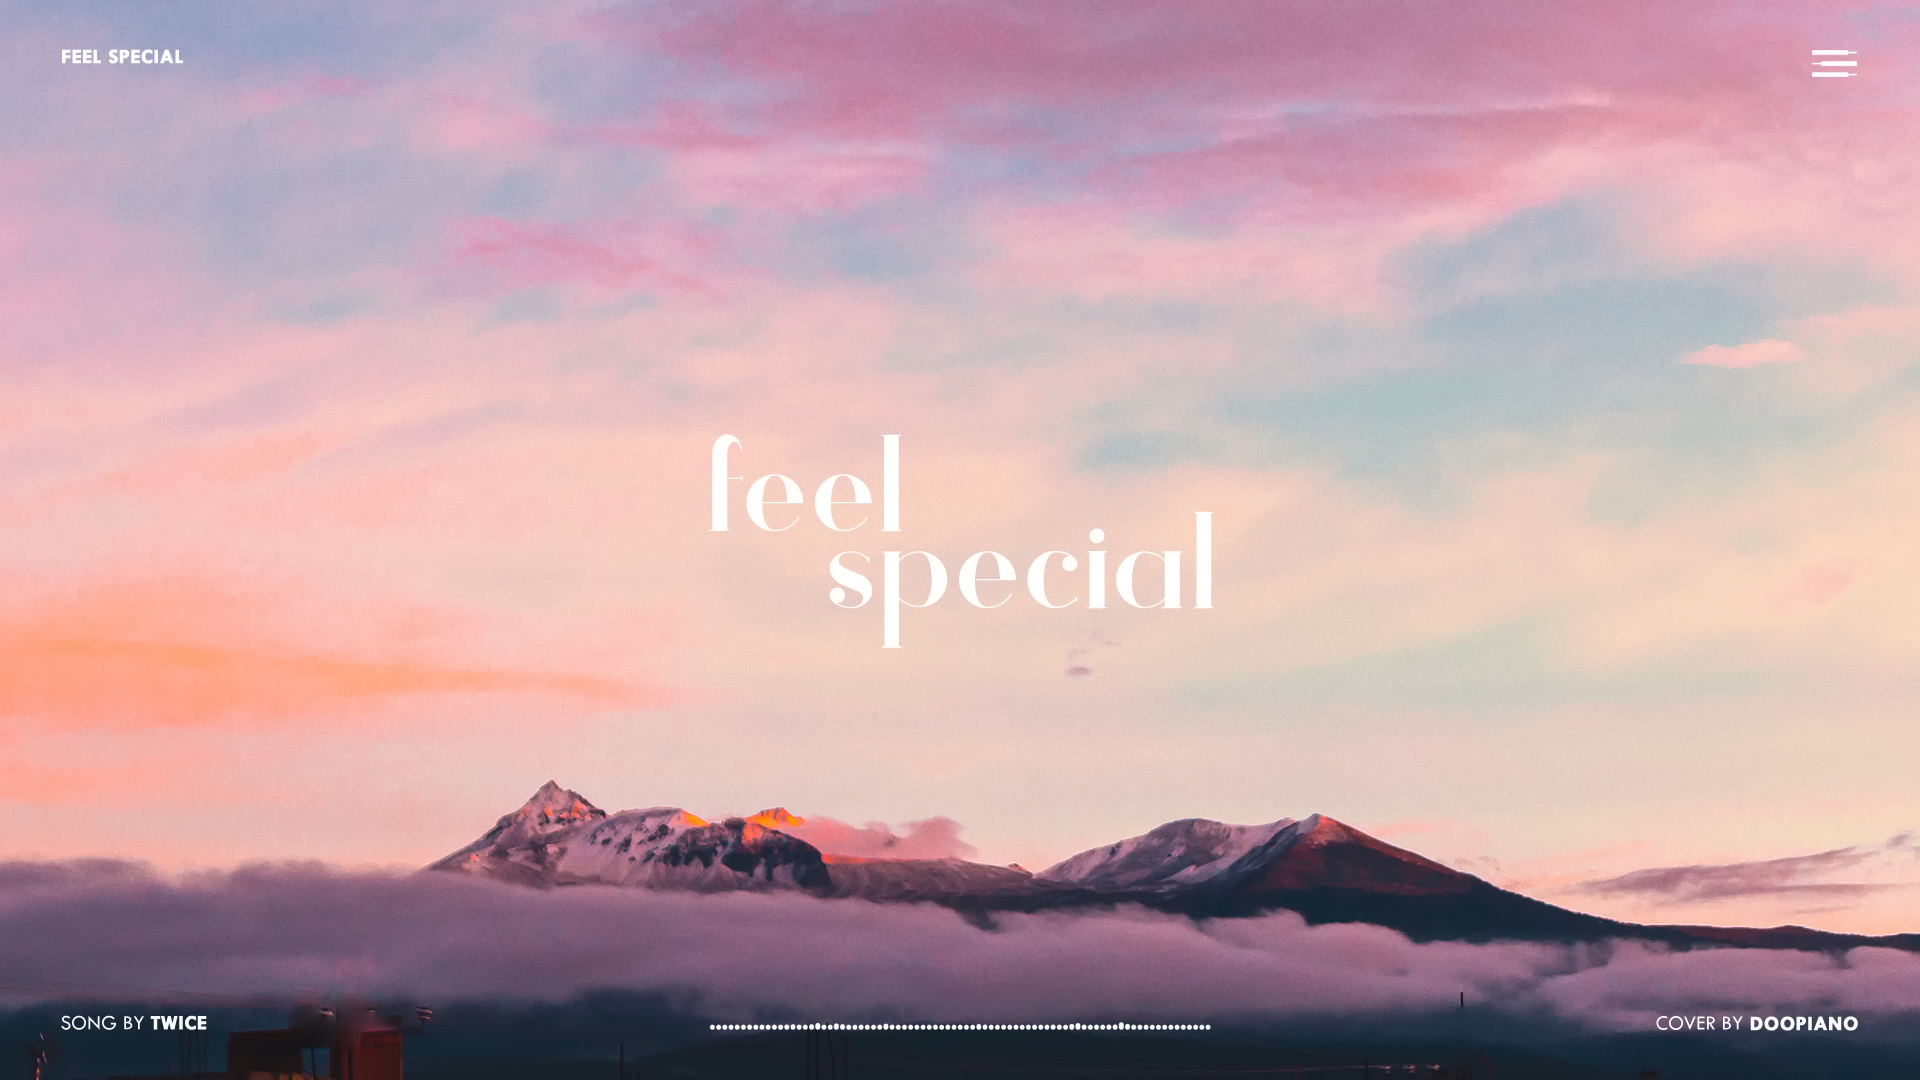 FEEL SPECIAL
feel
special
SONG BY TWICE
COVER BY DOOPIANO